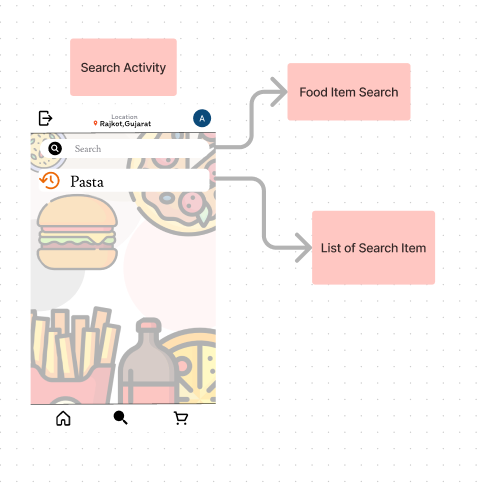 Search Activity
Food Item Search
Location
Rajkot,Gujarat
A
Search
Pasta
List of Search Item